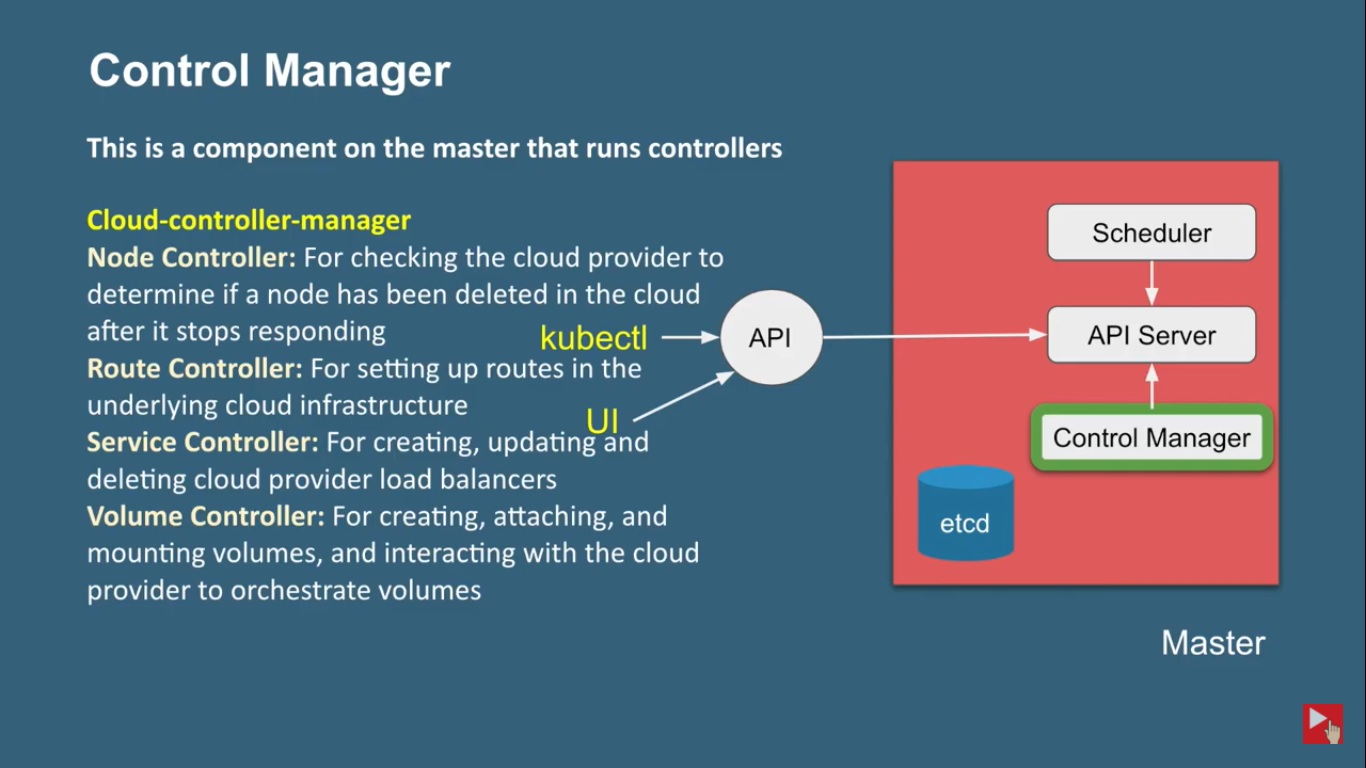 Control Manager
This is a component on the master that runs controllers
Cloud-controller-manager
Node Controller: For checking the cloud provider to
determine if a node has been deleted in the cloud
after it stops responding
Route Controller: For setting up routes in the
underlying cloud infrastructure
Service Controller: For creating, updating and
deleting cloud provider load balancers
Volume Controller: For creating, attaching, and
mounting volumes, and interacting with the cloud
provider to orchestrate volumes
kubectl
UI
API
Scheduler
API Server
Control Manager
etcd
Master